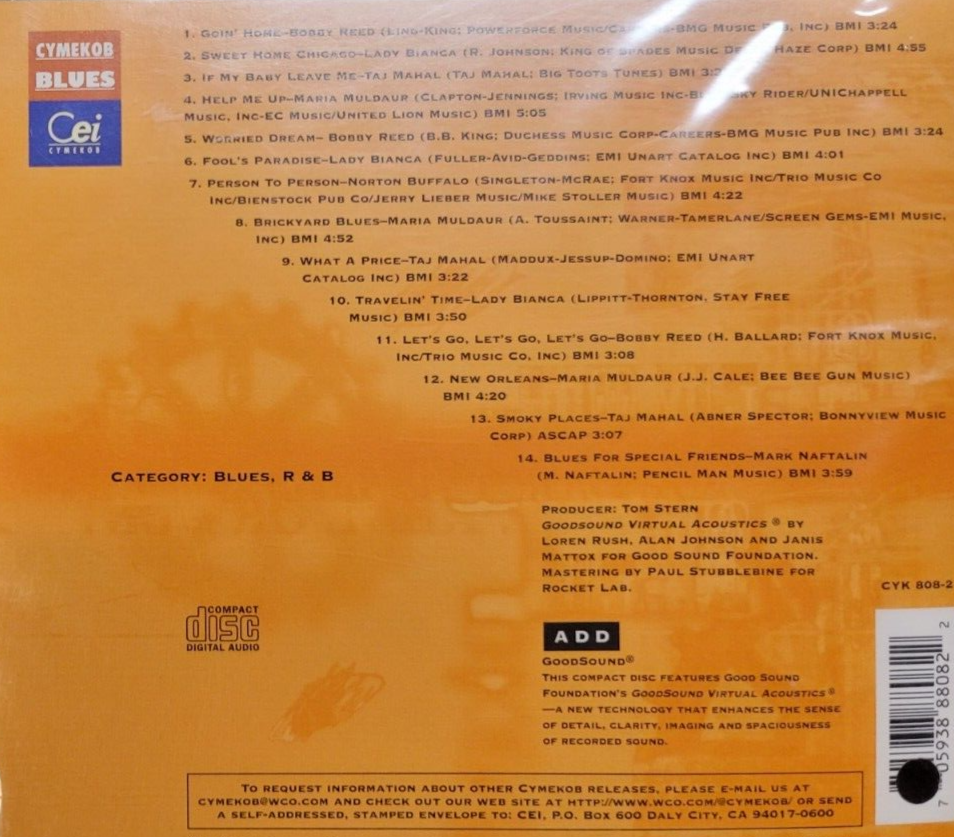 CYMEKOB
BLUES
Cei
CYMEKOB
1. GOIN' HOME–BOBBY REED (LING-KING; POWERFORCE MUSIC/ -BMG MUSIC INC) BMI 3:24
2. SWEET HOME CHICAGO–LADY BIANCA (R. JOHNSON; KING OF SPADES MUSIC HAZE CORP) BMI 4:55
3. IF MY BABY LEAVE ME–TAJ MAHAL (TAJ MAHAL; BIG TOOTS TUNES) BMI
4. HELP ME UP–MARIA MULDAUR (CLAPTON-JENNINGS; IRVING MUSIC INC- RIDER/UNICHAPPELL
MUSIC, INC-EC MUSIC/UNITED LION MUSIC) BMI 5:05
5. WORRIED DREAM– BOBBY REED (B.B. KING; DUCHESS MUSIC CORP-CAREERS-BMG MUSIC PUB INC) BMI 3:24
6. FOOL'S PARADISE–LADY BIANCA (FULLER-AVID-GEDDINS; EMI UNART CATALOG INC) BMI 4:01
7. PERSON TO PERSON–NORTON BUFFALO (SINGLETON-MCRAE; FORT KNOX MUSIC INC/TRIO MUSIC CO
INC/BIENSTOCK PUB CO/JERRY LIEBER MUSIC/MIKE STOLLER MUSIC) BMI 4:22
8. BRICKYARD BLUES–MARIA MULDAUR (A. TOUSSAINT; WARNER-TAMERLANE/SCREEN GEMS-EMI MUSIC,
INC) BMI 4:52
9. WHAT A PRICE–TAJ MAHAL (MADDUX-JESSUP-DOMINO; EMI UNART
CATALOG INC) BMI 3:22
10. TRAVELIN' TIME–LADY BIANCA (LIPPITT-THORNTON, STAY FREE
MUSIC) BMI 3:50
11. LET'S GO, LET'S GO, LET'S GO–BOBBY REED (H. BALLARD; FORT KNOX MUSIC,
INC/TRIO MUSIC CO, INC) BMI 3:08
12. NEW ORLEANS–MARIA MULDAUR (J.J. CALE; BEE BEE GUN MUSIC)
BMI 4:20
13. SMOKY PLACES–TAJ MAHAL (ABNER SPECTOR; BONNYVIEW MUSIC
CORP) ASCAP 3:07
14. BLUES FOR SPECIAL FRIENDS–MARK NAFTALIN
(M. NAFTALIN; PENCIL MAN MUSIC) BMI 3:59
CATEGORY: BLUES, R & B
PRODUCER: TOM STERN
GOODSOUND VIRTUAL ACOUSTICS ® BY
LOREN RUSH, ALAN JOHNSON AND JANIS
MATTOX FOR GOOD SOUND FOUNDATION.
MASTERING BY PAUL STUBBLEBINE FOR
ROCKET LAB.
CYK 808-2
COMPACT
disc
DIGITAL AUDIO
ADD
GOODSOUND®
THIS COMPACT DISC FEATURES GOOD SOUND
FOUNDATION'S GOODSOUND VIRTUAL ACOUSTICS ®
—A NEW TECHNOLOGY THAT ENHANCES THE SENSE
OF DETAIL, CLARITY, IMAGING AND SPACIOUSNESS
OF RECORDED SOUND.
7 05938 88082 2
TO REQUEST INFORMATION ABOUT OTHER CYMEKOB RELEASES, PLEASE E-MAIL US AT
CYMEKOB@WCO.COM AND CHECK OUT OUR WEB SITE AT HTTP://WWW.WCO.COM/@CYMEKOB/ OR SEND
A SELF-ADDRESSED, STAMPED ENVELOPE TO: CEI, P.O. BOX 600 DALY CITY, CA 94017-0600